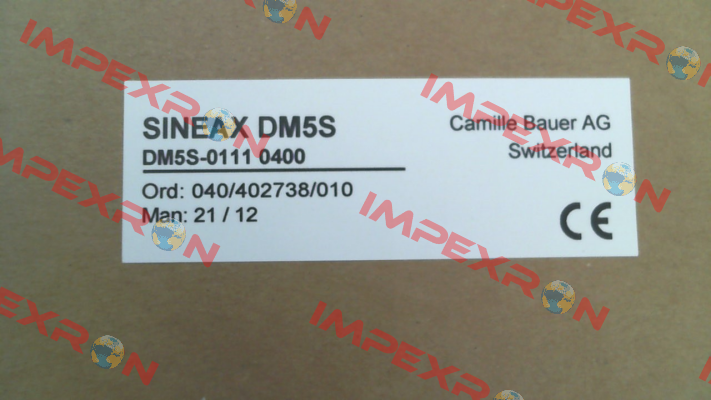 SINEAX DM5S
DM5S-0111 0400
Ord: 040/402738/010
Man: 21 / 12
Camille Bauer AG
Switzerland
CE
IMPEXRON
IMPEXRON
IMPEXRON
IMPEXRON
IMPEXRON
IMPEXRON
IMPEXRON